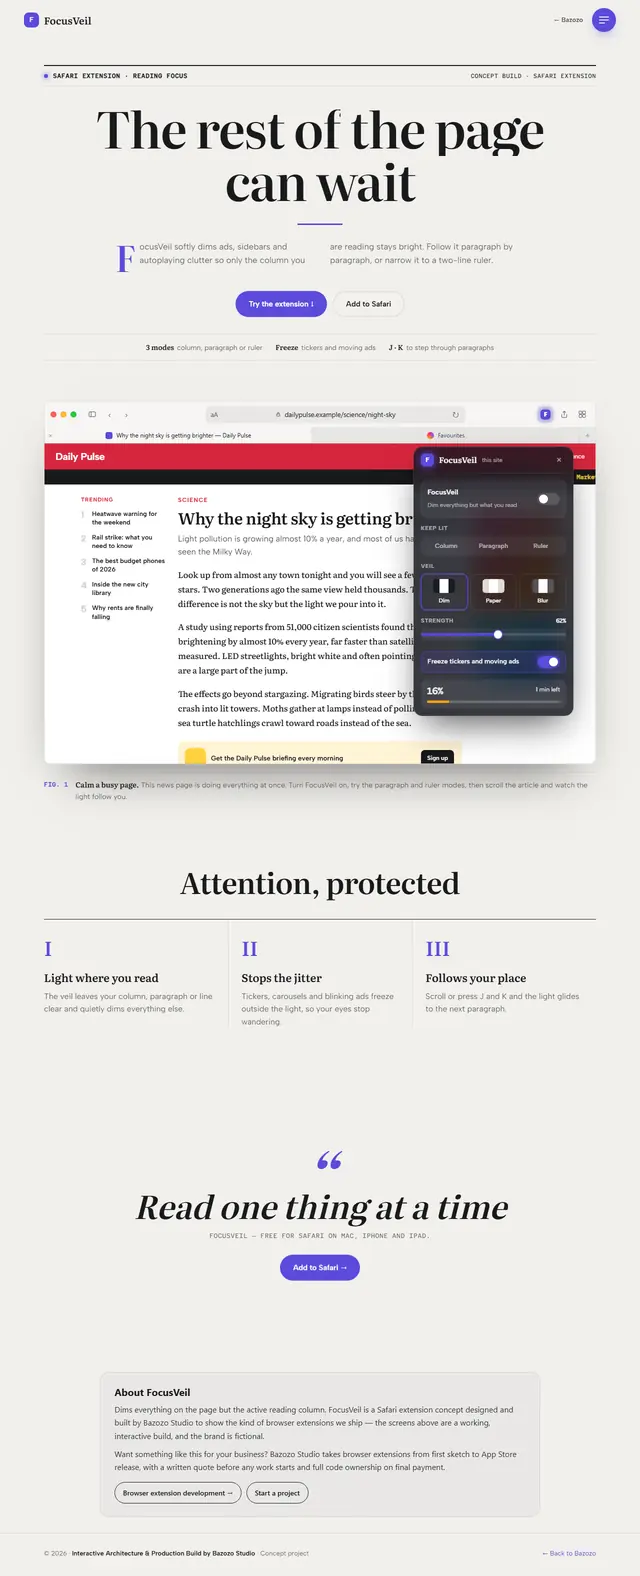 F FocusVeil
← Bazozo
SAFARI EXTENSION · READING FOCUS
CONCEPT BUILD · SAFARI EXTENSION
The rest of the page
can wait
FocusVeil softly dims ads, sidebars and
autoplaying clutter so only the column you
are reading stays bright. Follow it paragraph by
paragraph, or narrow it to a two-line ruler.
Try the extension ↓
Add to Safari
3 modes column, paragraph or ruler
Freeze tickers and moving ads
J · K to step through paragraphs
aA
dailypulse.example/science/night-sky
F
Why the night sky is getting brighter — Daily Pulse
Favourites
Daily Pulse
TRENDING
1 Heatwave warning for
the weekend
2 Rail strike: what you
need to know
3 The best budget phones
of 2026
4 Inside the new city
library
5 Why rents are finally
falling
SCIENCE
Why the night sky is getting br
Light pollution is growing almost 10% a year, and most of us ha
seen the Milky Way.
Look up from almost any town tonight and you will see a few
stars. Two generations ago the same view held thousands. T
difference is not the sky but the light we pour into it.
A study using reports from 51,000 citizen scientists found th
brightening by almost 10% every year, far faster than satelli
measured. LED streetlights, bright white and often pointing
are a large part of the jump.
The effects go beyond stargazing. Migrating birds steer by th
crash into lit towers. Moths gather at lamps instead of pollin
sea turtle hatchlings crawl toward roads instead of the sea.
Get the Daily Pulse briefing every morning
Sign up
F FocusVeil this site ×
FocusVeil
Dim everything but what you read
KEEP LIT
Column Paragraph Ruler
VEIL
Dim Paper Blur
STRENGTH 62%
Freeze tickers and moving ads
16% 1 min left
nce
Marke
FIG. 1 Calm a busy page. This news page is doing everything at once. Turn FocusVeil on, try the paragraph and ruler modes, then scroll the article and watch the
light follow you.
Attention, protected
I
Light where you read
The veil leaves your column, paragraph or line
clear and quietly dims everything else.
II
Stops the jitter
Tickers, carousels and blinking ads freeze
outside the light, so your eyes stop
wandering.
III
Follows your place
Scroll or press J and K and the light glides
to the next paragraph.
“
Read one thing at a time
FOCUSVEIL — FREE FOR SAFARI ON MAC, IPHONE AND IPAD.
Add to Safari →
About FocusVeil
Dims everything on the page but the active reading column. FocusVeil is a Safari extension concept designed and
built by Bazozo Studio to show the kind of browser extensions we ship — the screens above are a working,
interactive build, and the brand is fictional.
Want something like this for your business? Bazozo Studio takes browser extensions from first sketch to App Store
release, with a written quote before any work starts and full code ownership on final payment.
Browser extension development →
Start a project
© 2026 · Interactive Architecture & Production Build by Bazozo Studio · Concept project
← Back to Bazozo